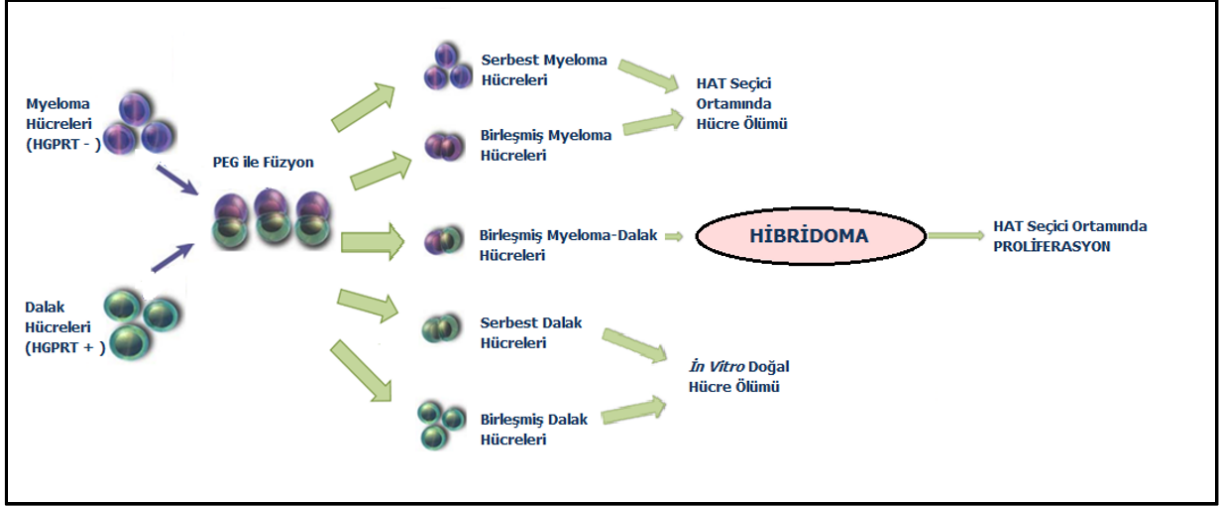 Myeloma
Hücreleri
(HGPRT - )
Dalak
Hücreleri
(HGPRT + )
PEG ile Füzyon
Serbest Myeloma
Hücreleri
Birleşmiş Myeloma
Hücreleri
Birleşmiş Myeloma-Dalak
Hücreleri
Serbest Dalak
Hücreleri
Birleşmiş Dalak
Hücreleri
HAT Seçici
Ortamında
Hücre Ölümü
HİBRİDOMA
HAT Seçici Ortamında
PROLİFERASYON
İn Vitro Doğal
Hücre Ölümü